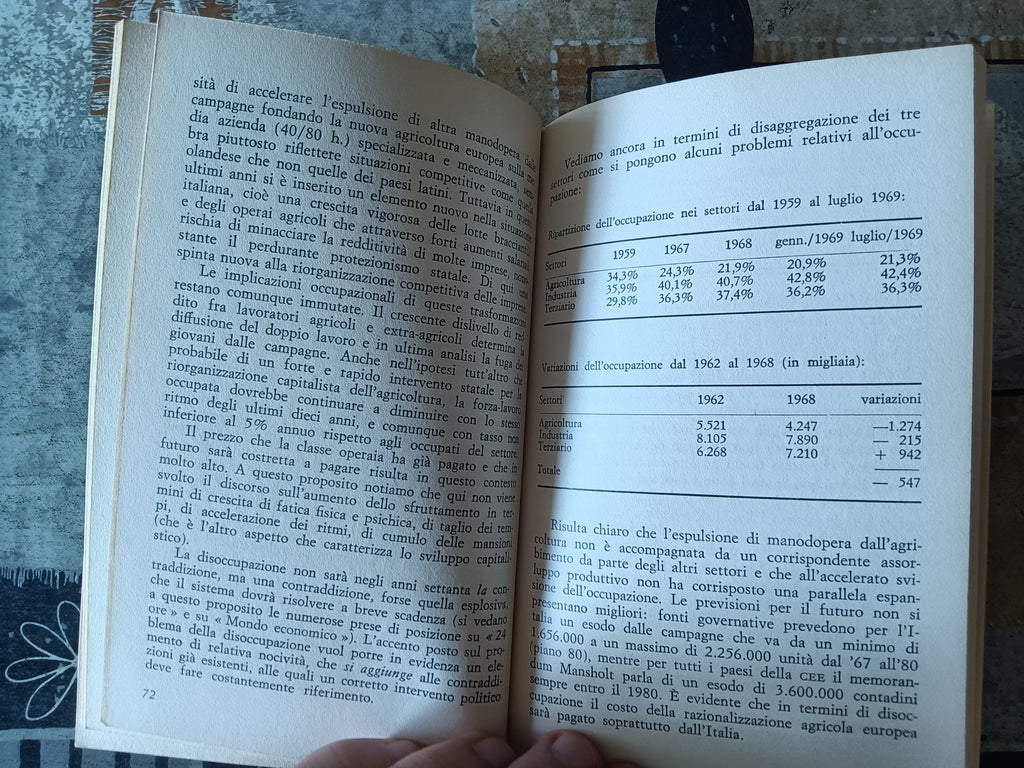 sità di accelerare l'espulsione di altra manodopera dalle
campagne fondando la nuova agricoltura europea sulla me-
dia azienda (40/80 h.) specializzata e meccanizzata, sem-
bra piuttosto riflettere situazioni competitive come quella
olandese che non quelle dei paesi latini. Tuttavia in questi
ultimi anni si è inserito un elemento nuovo nella situazione
italiana, cioè una crescita vigorosa delle lotte bracciantili
e degli operai agricoli che attraverso forti aumenti salariali
rischia di minacciare la redditività di molte imprese, nono-
stante il perdurante protezionismo statale. Di qui una
spinta nuova alla riorganizzazione competitiva delle imprese.
Le implicazioni occupazionali di queste trasformazioni
restano comunque immutate. Il crescente dislivello di red-
dito fra lavoratori agricoli e extra-agricoli determina la
diffusione del doppio lavoro e in ultima analisi la fuga dei
giovani dalle campagne. Anche nell'ipotesi tutt'altro che
probabile di un forte e rapido intervento statale per la
riorganizzazione capitalista dell'agricoltura, la forza-lavoro
occupata dovrebbe continuare a diminuire con lo stesso
ritmo degli ultimi dieci anni, e comunque con tasso non
inferiore al 5% annuo rispetto agli occupati del settore.
Il prezzo che la classe operaia ha già pagato e che in
futuro sarà costretta a pagare risulta in questo contesto
molto alto. A questo proposito notiamo che qui non viene
svolto il discorso sull'aumento dello sfruttamento in ter-
mini di crescita di fatica fisica e psichica, di taglio dei tem-
pi, di accelerazione dei ritmi, di cumulo delle mansioni
(che è l'altro aspetto che caratterizza lo sviluppo capitali-
stico).
La disoccupazione non sarà negli anni settanta la con-
traddizione, ma una contraddizione, forse quella esplosiva,
che il sistema dovrà risolvere a breve scadenza (si vedano
a questo proposito le numerose prese di posizione su « 24
ore » e su « Mondo economico »). L'accento posto sul pro-
blema della disoccupazione vuol porre in evidenza un ele-
mento di relativa nocività, che si aggiunge alle contraddi-
zioni già esistenti, alle quali un corretto intervento politico
deve fare costantemente riferimento.
72
Vediamo ancora in termini di disaggregazione dei tre
settori come si pongono alcuni problemi relativi all'occu-
pazione:
Ripartizione dell'occupazione nei settori dal 1959 al luglio 1969:
Settori 1959 1967 1968 genn./1969 luglio/1969
Agricoltura 34,3% 24,3% 21,9% 20,9% 21,3%
Industria 35,9% 40,1% 40,7% 42,8% 42,4%
Terziario 29,8% 36,3% 37,4% 36,2% 36,3%
Variazioni dell'occupazione dal 1962 al 1968 (in migliaia):
Settori 1962 1968 variazioni
Agricoltura 5.521 4.247 —1.274
Industria 8.105 7.890 — 215
Terziario 6.268 7.210 + 942
Totale — 547
Risulta chiaro che l'espulsione di manodopera dall'agri-
coltura non è accompagnata da un corrispondente assor-
bimento da parte degli altri settori e che all'accelerato svi-
luppo produttivo non ha corrisposto una parallela espan-
sione dell'occupazione. Le previsioni per il futuro non si
presentano migliori: fonti governative prevedono per l'I-
talia un esodo dalle campagne che va da un minimo di
1.656.000 a un massimo di 2.256.000 unità dal '67 all'80
(piano 80), mentre per tutti i paesi della CEE il memoran-
dum Mansholt parla di un esodo di 3.600.000 contadini
sempre entro il 1980. È evidente che in termini di disoc-
cupazione il costo della razionalizzazione agricola europea
sarà pagato soprattutto dall'Italia.